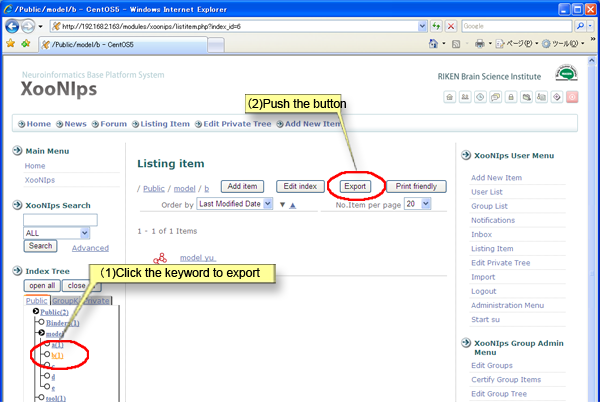 /Public/model/b - CentOS5 - Windows Internet Explorer
http://192.168.2.163/modules/xoonips/listitem.php?index_id=6
Google
/Public/model/b - CentOS5
ページ(P)
ツール(O)
Neuroinformatics Base Platform System
XooNIps
RIKEN Brain Science Institute
(2)Push the button
Home
News
Forum
Listing Item
Edit Private Tree
Add New Item
Main Menu
Home
XooNIps
XooNIps Search
ALL
Search
Advanced
Index Tree
open all
close
Public
Group
Private
Public(2)
Binders(1)
model
a(1)
b(1)
c
d
e
tool(1)
(1)Click the keyword to export
Listing item
/ Public / model / b
Add item
Edit index
Export
Print friendly
Order by
Last Modified Date
▼ ▲
No.Item per page
20
1 - 1 of 1 Items
model yu
XooNIps User Menu
Add New Item
User List
Group List
Notifications
Inbox
Listing Item
Edit Private Tree
Import
Logout
Administration Menu
Start su
XooNIps Group Admin
Menu
Edit Groups
Certify Group Items
Edit Group Tree